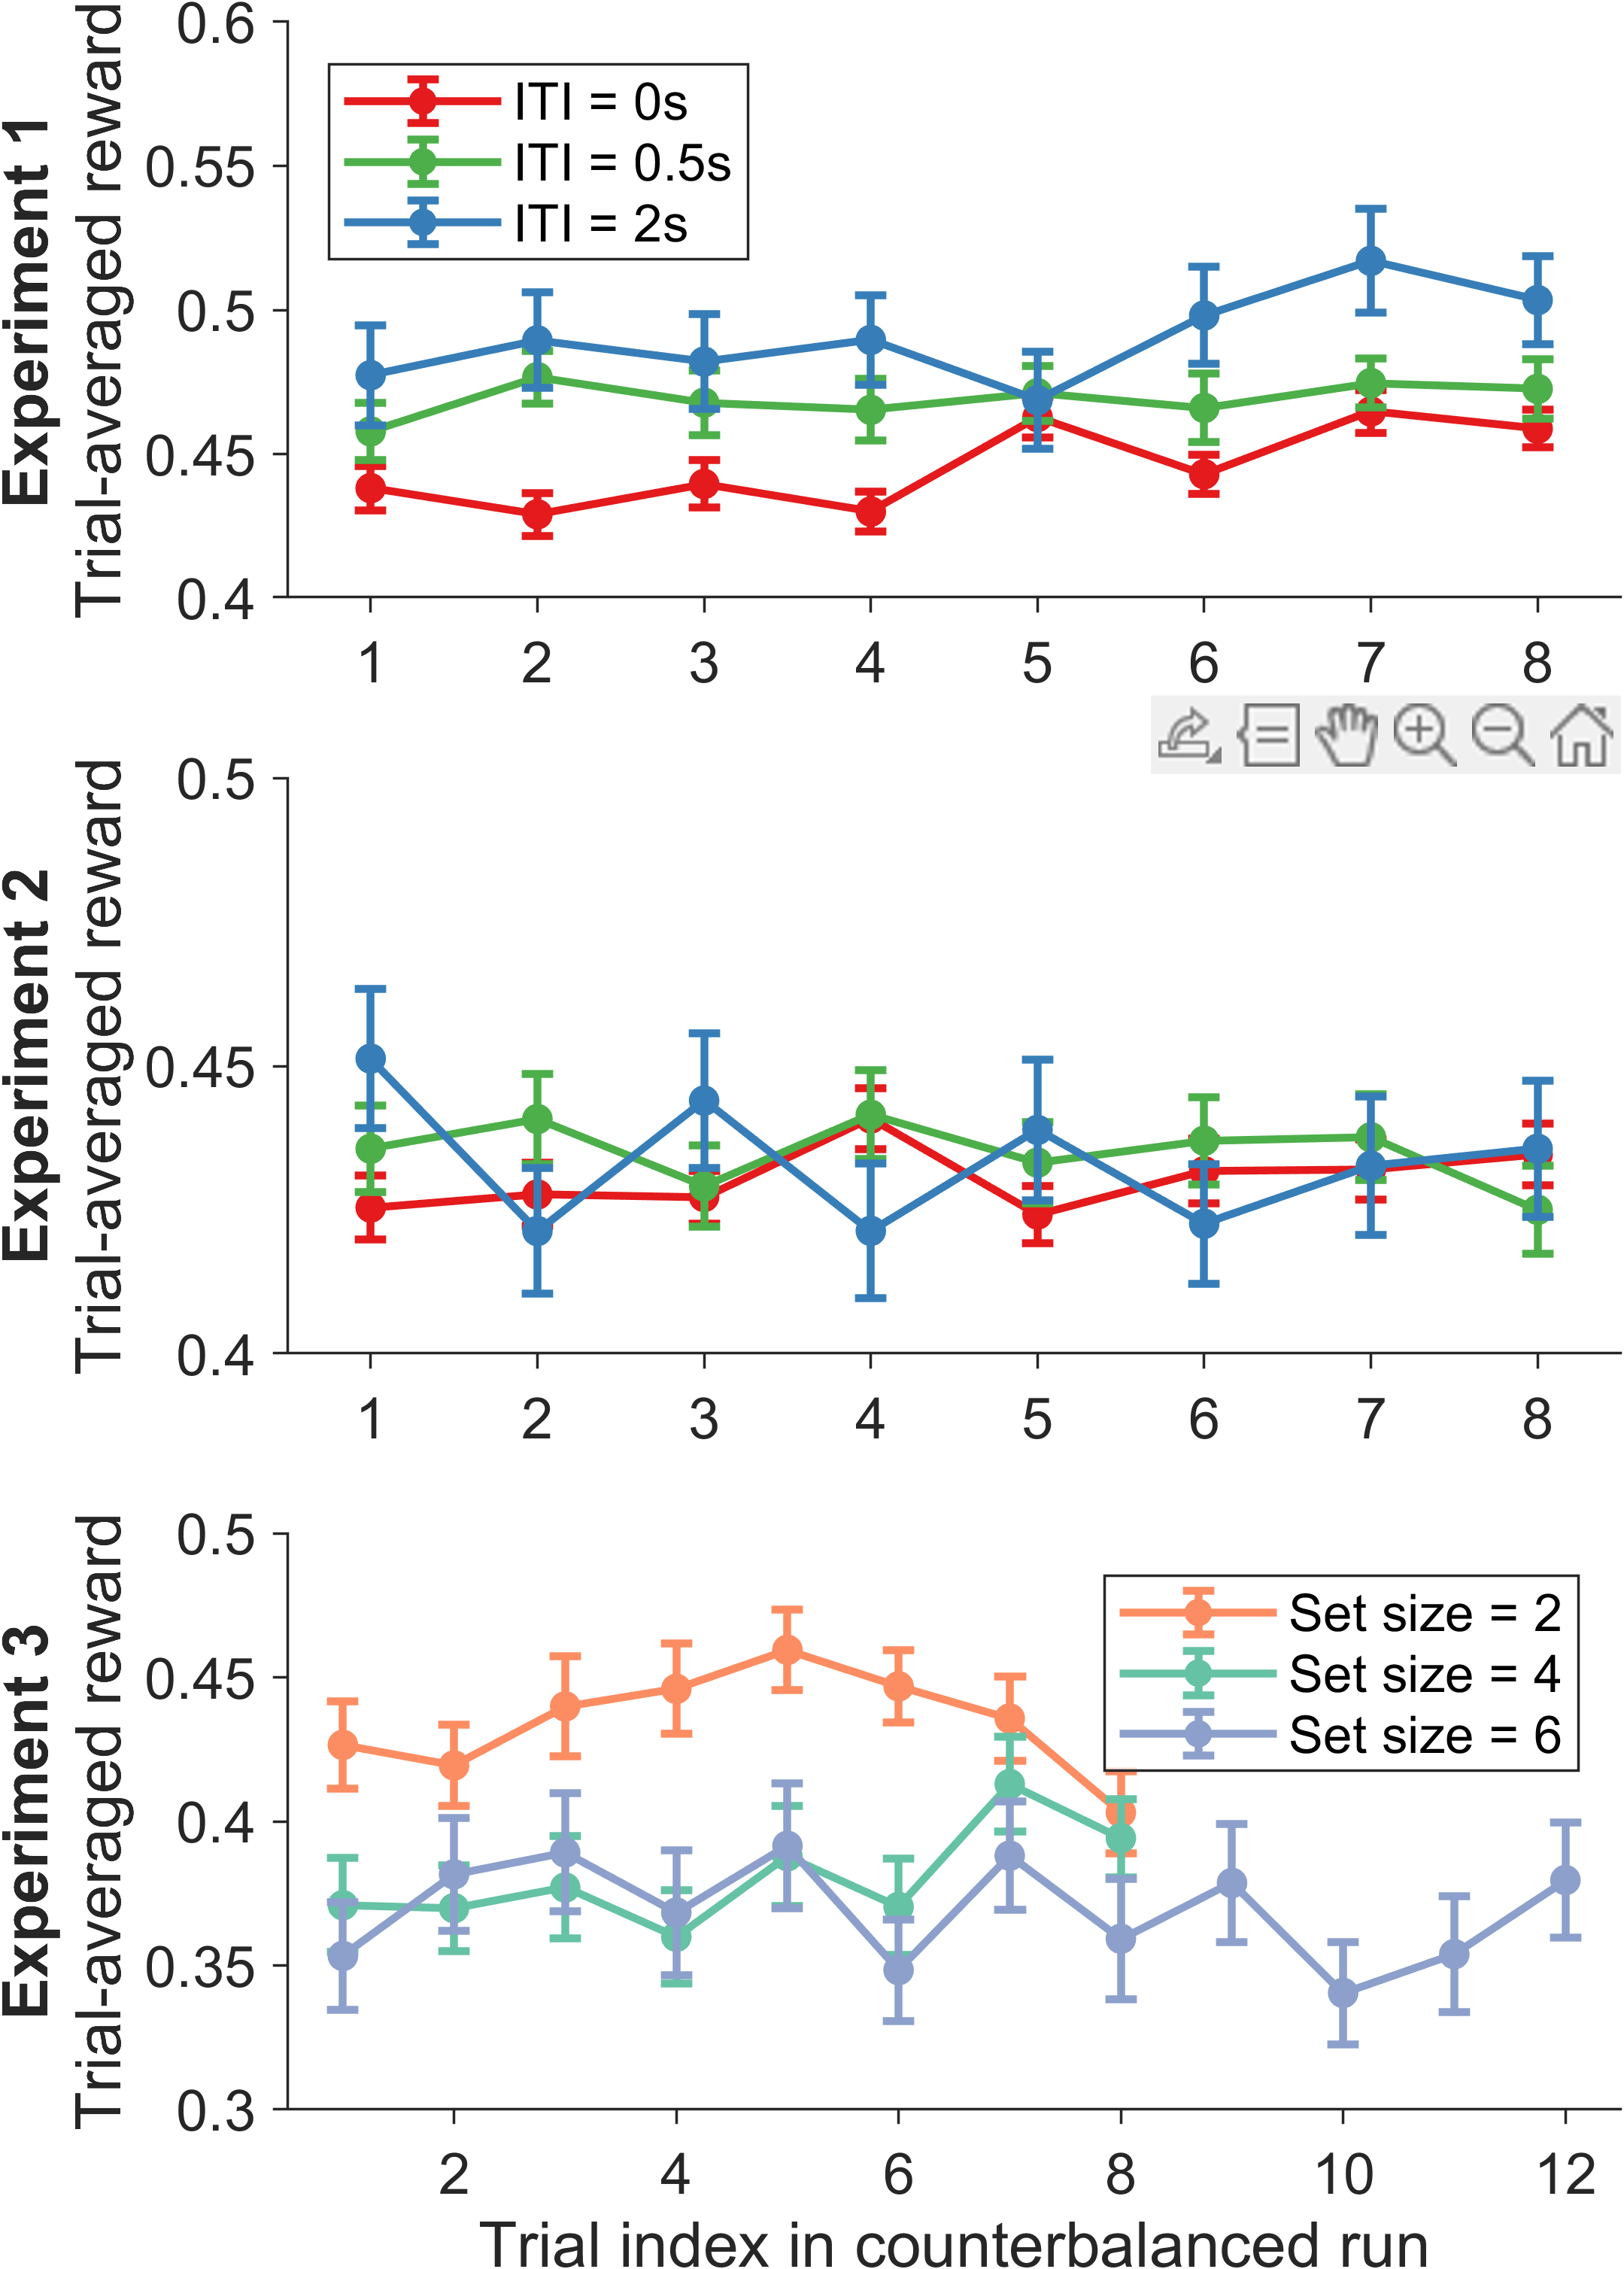 Experiment 1
Trial-averaged reward
0.6
0.55
0.5
0.45
0.4
ITI = 0s
ITI = 0.5s
ITI = 2s
1 2 3 4 5 6 7 8
Experiment 2
Trial-averaged reward
0.5
0.45
0.4
1 2 3 4 5 6 7 8
Experiment 3
Trial-averaged reward
0.5
0.45
0.4
0.35
0.3
Set size = 2
Set size = 4
Set size = 6
2 4 6 8 10 12
Trial index in counterbalanced run